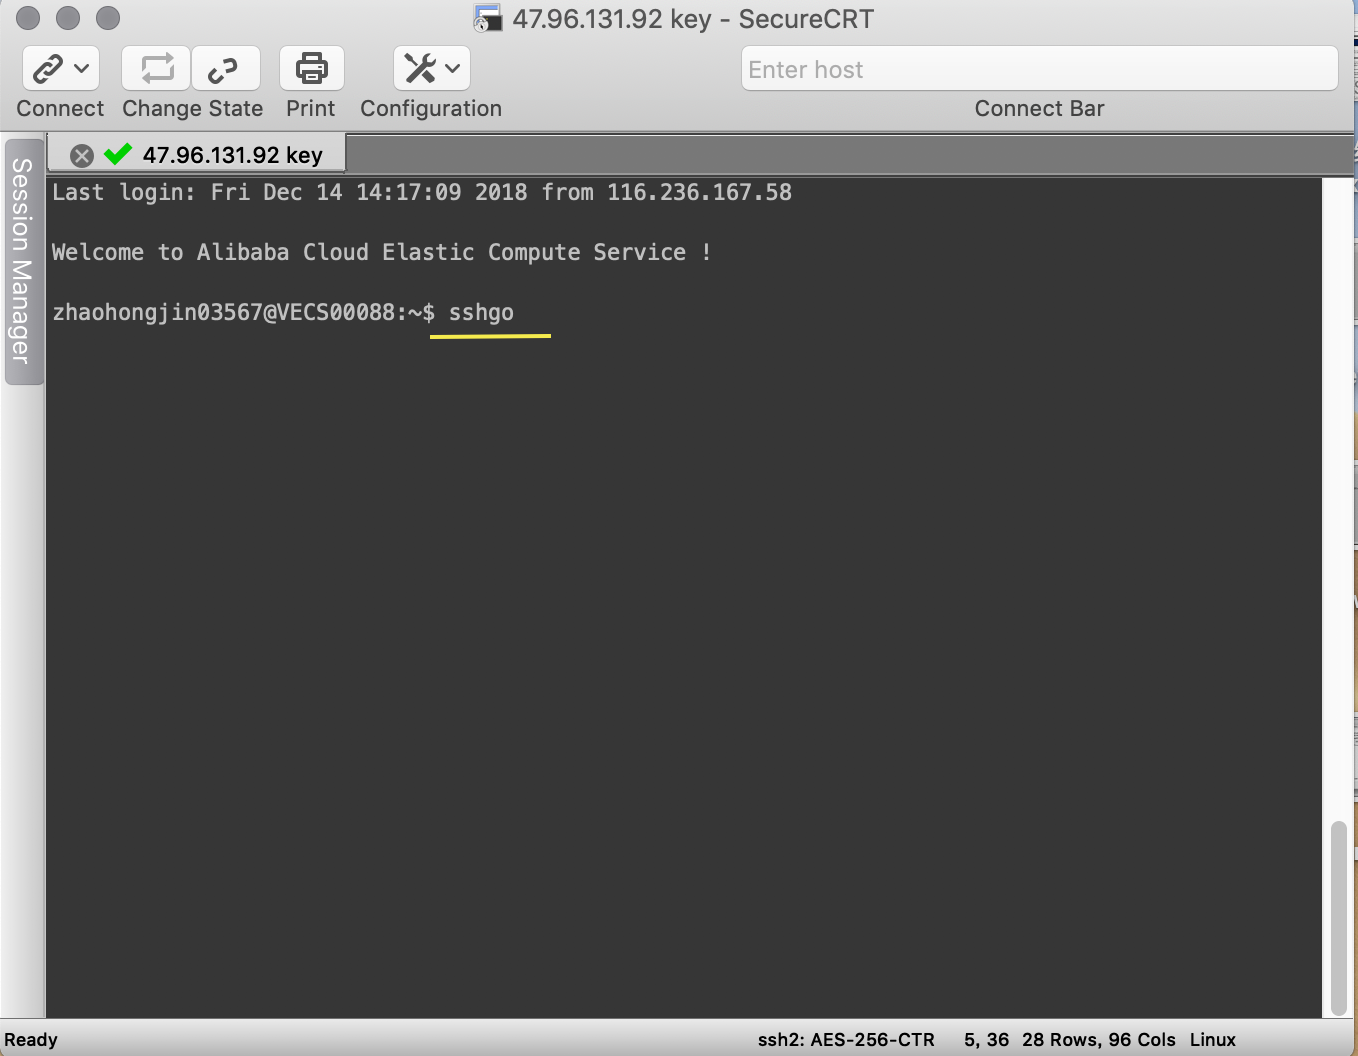 47.96.131.92 key - SecureCRT
Enter host
Connect Change State Print Configuration Connect Bar
47.96.131.92 key
Session Manager
Last login: Fri Dec 14 14:17:09 2018 from 116.236.167.58
Welcome to Alibaba Cloud Elastic Compute Service !
zhaohongjin03567@VECS00088:~$ sshgo
Ready ssh2: AES-256-CTR 5, 36 28 Rows, 96 Cols Linux